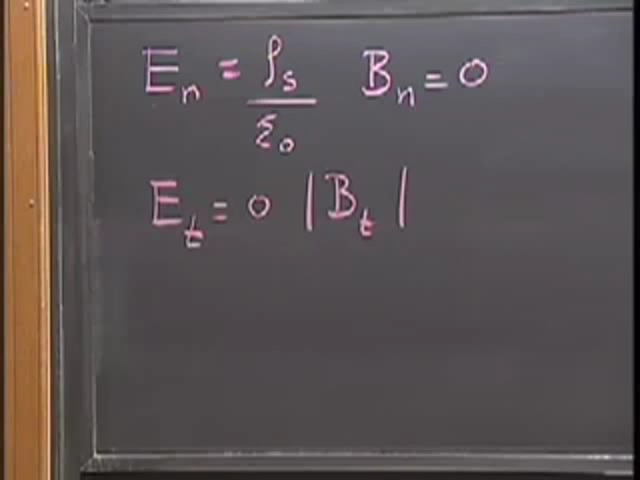 Eₙ = ρₛ/ε₀ Bₙ = 0
Eₜ = 0 |Bₜ|